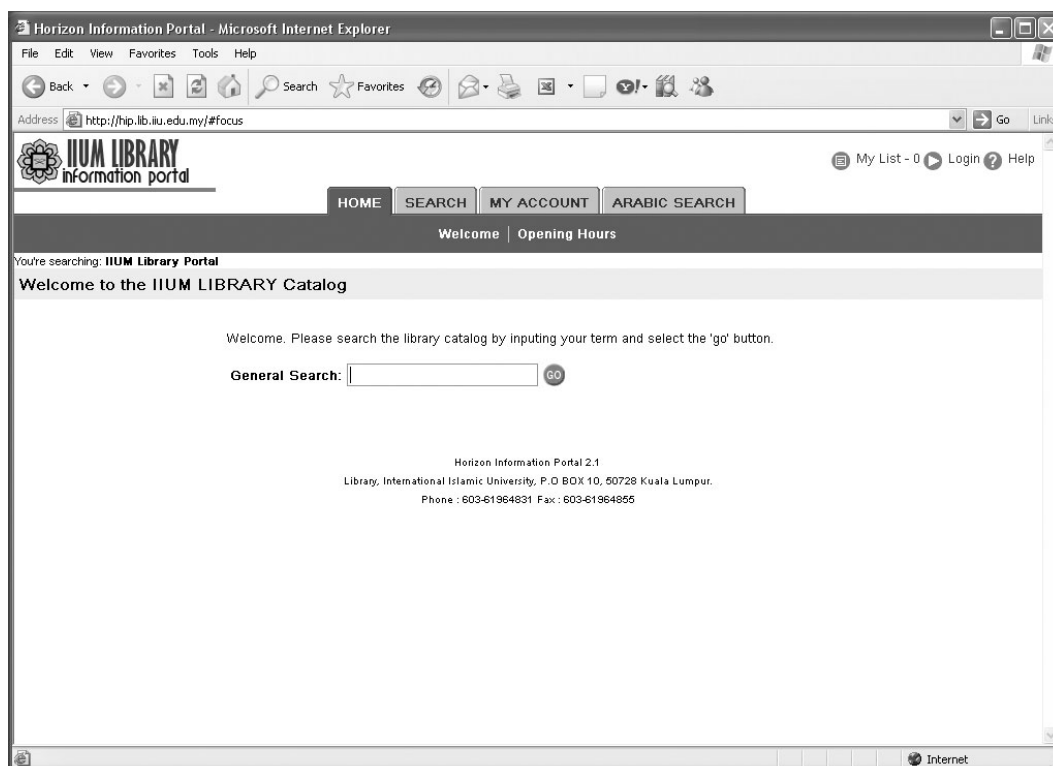 Horizon Information Portal - Microsoft Internet Explorer
File Edit View Favorites Tools Help
Back Search Favorites
Address http://hip.lib.iiu.edu.my/#focus Go Link
IIUM LIBRARY
information portal
My List - 0 Login Help
HOME SEARCH MY ACCOUNT ARABIC SEARCH
Welcome | Opening Hours
You're searching: IIUM Library Portal
Welcome to the IIUM LIBRARY Catalog
Welcome. Please search the library catalog by inputing your term and select the 'go' button.
General Search: GO
Horizon Information Portal 2.1
Library, International Islamic University, P.O BOX 10, 50728 Kuala Lumpur.
Phone : 603-61964831 Fax : 603-61964855
Internet